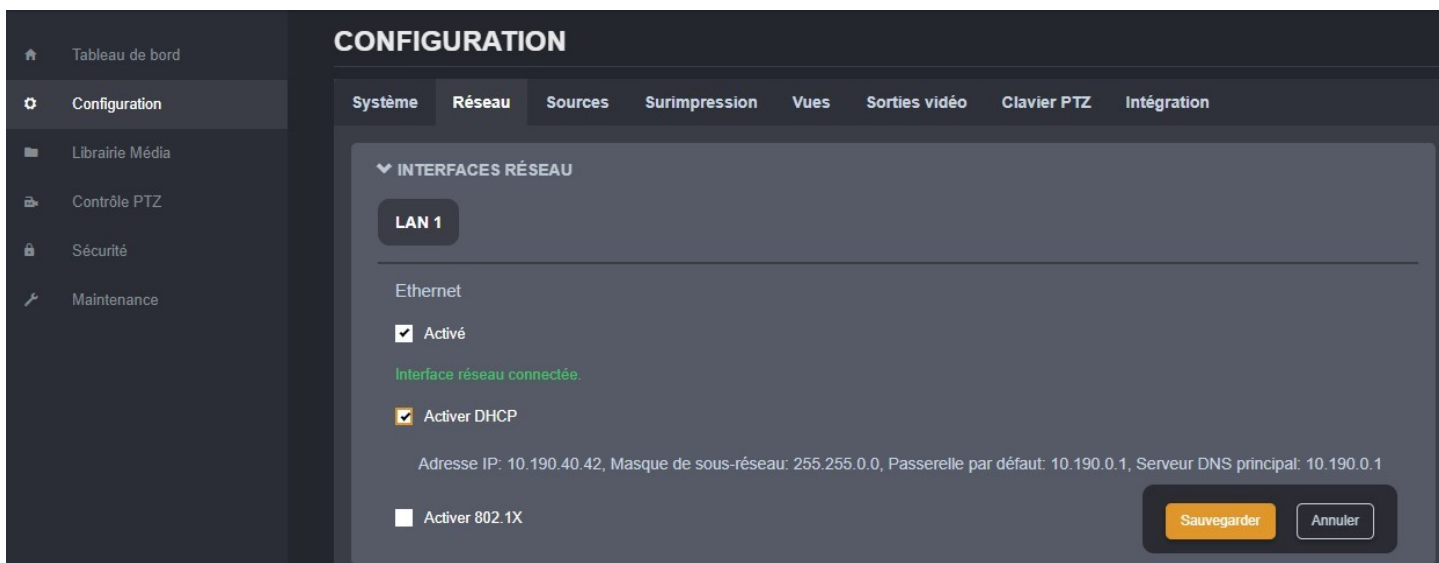 CONFIGURATION
Tableau de bord
Configuration
Librairie Média
Contrôle PTZ
Sécurité
Maintenance
Système Réseau Sources Surimpression Vues Sorties vidéo Clavier PTZ Intégration
INTERFACES RÉSEAU
LAN 1
Ethernet
Activé
Interface réseau connectée.
Activer DHCP
Adresse IP: 10.190.40.42, Masque de sous-réseau: 255.255.0.0, Passerelle par défaut: 10.190.0.1, Serveur DNS principal: 10.190.0.1
Activer 802.1X
Sauvegarder Annuler